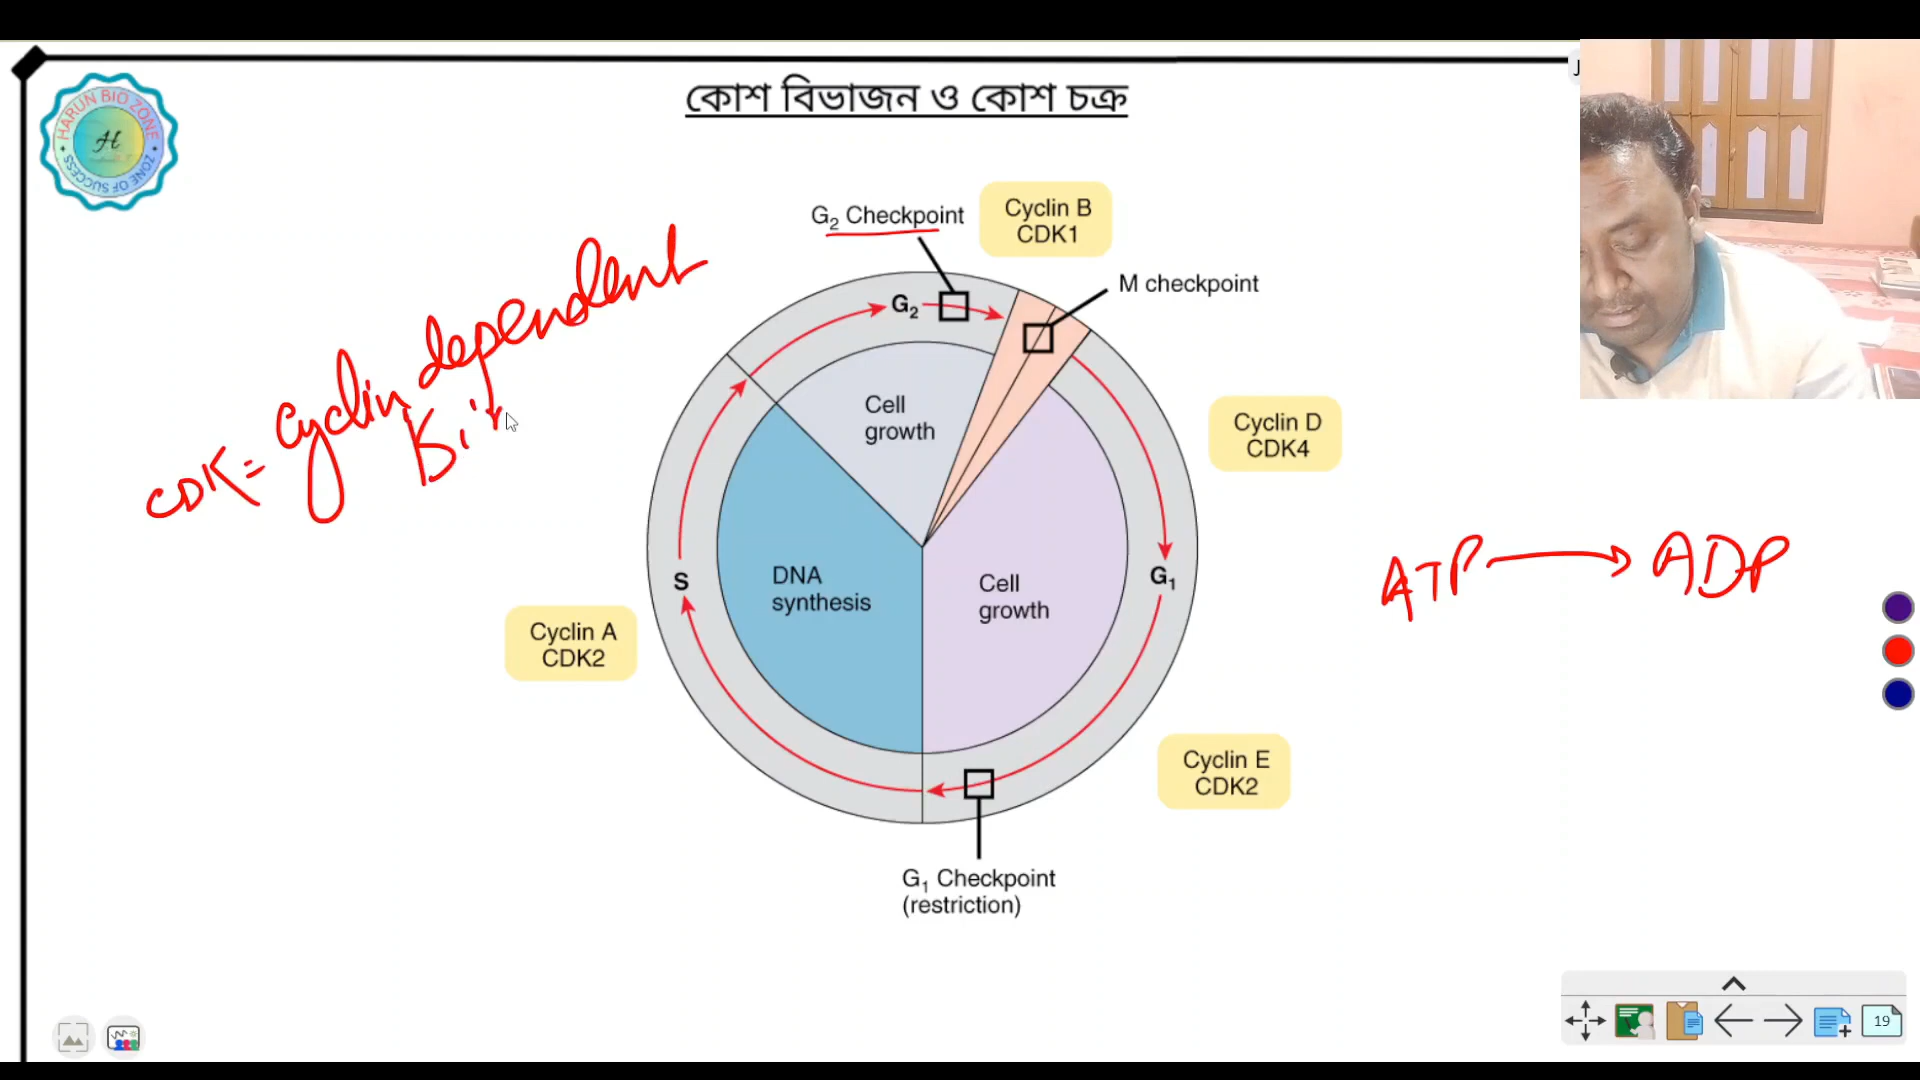 কোশ বিভাজন ও কোশ চক্র
J
HARUN BIO ZONE
H
ZONE OF SUCCESS
G₂ Checkpoint
Cyclin B
CDK1
M checkpoint
G₂
Cell
growth
CDK = Cyclin dependent
Ki
Cyclin D
CDK4
ATP → ADP
S
DNA
synthesis
Cell
growth
G₁
Cyclin A
CDK2
Cyclin E
CDK2
G₁ Checkpoint
(restriction)
19